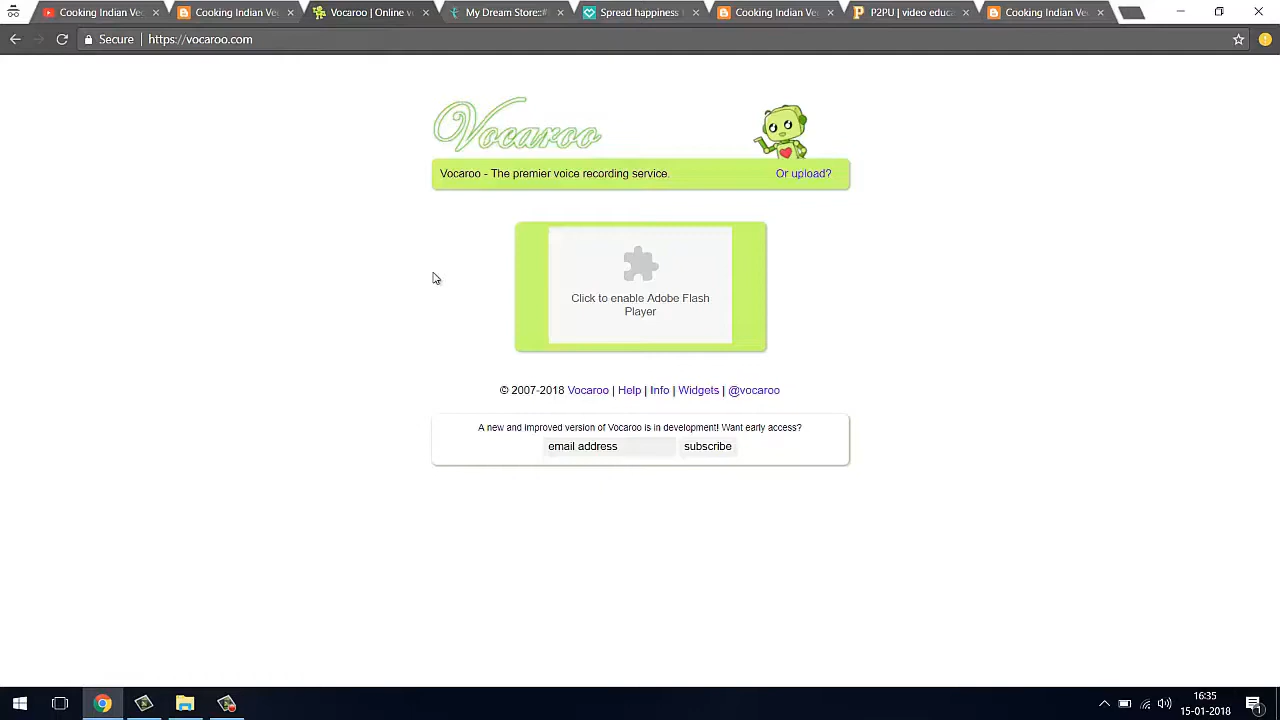 Cooking Indian Ve
Cooking Indian Ve
Vocaroo | Online v
My Dream Store::#
Spread happiness
Cooking Indian Ve
P2PU | video educa
Cooking Indian Ve
Secure
https://vocaroo.com
Vocaroo
Vocaroo - The premier voice recording service.
Or upload?
Click to enable Adobe Flash
Player
© 2007-2018 Vocaroo | Help | Info | Widgets | @vocaroo
A new and improved version of Vocaroo is in development! Want early access?
email address
subscribe
16:35
15-01-2018